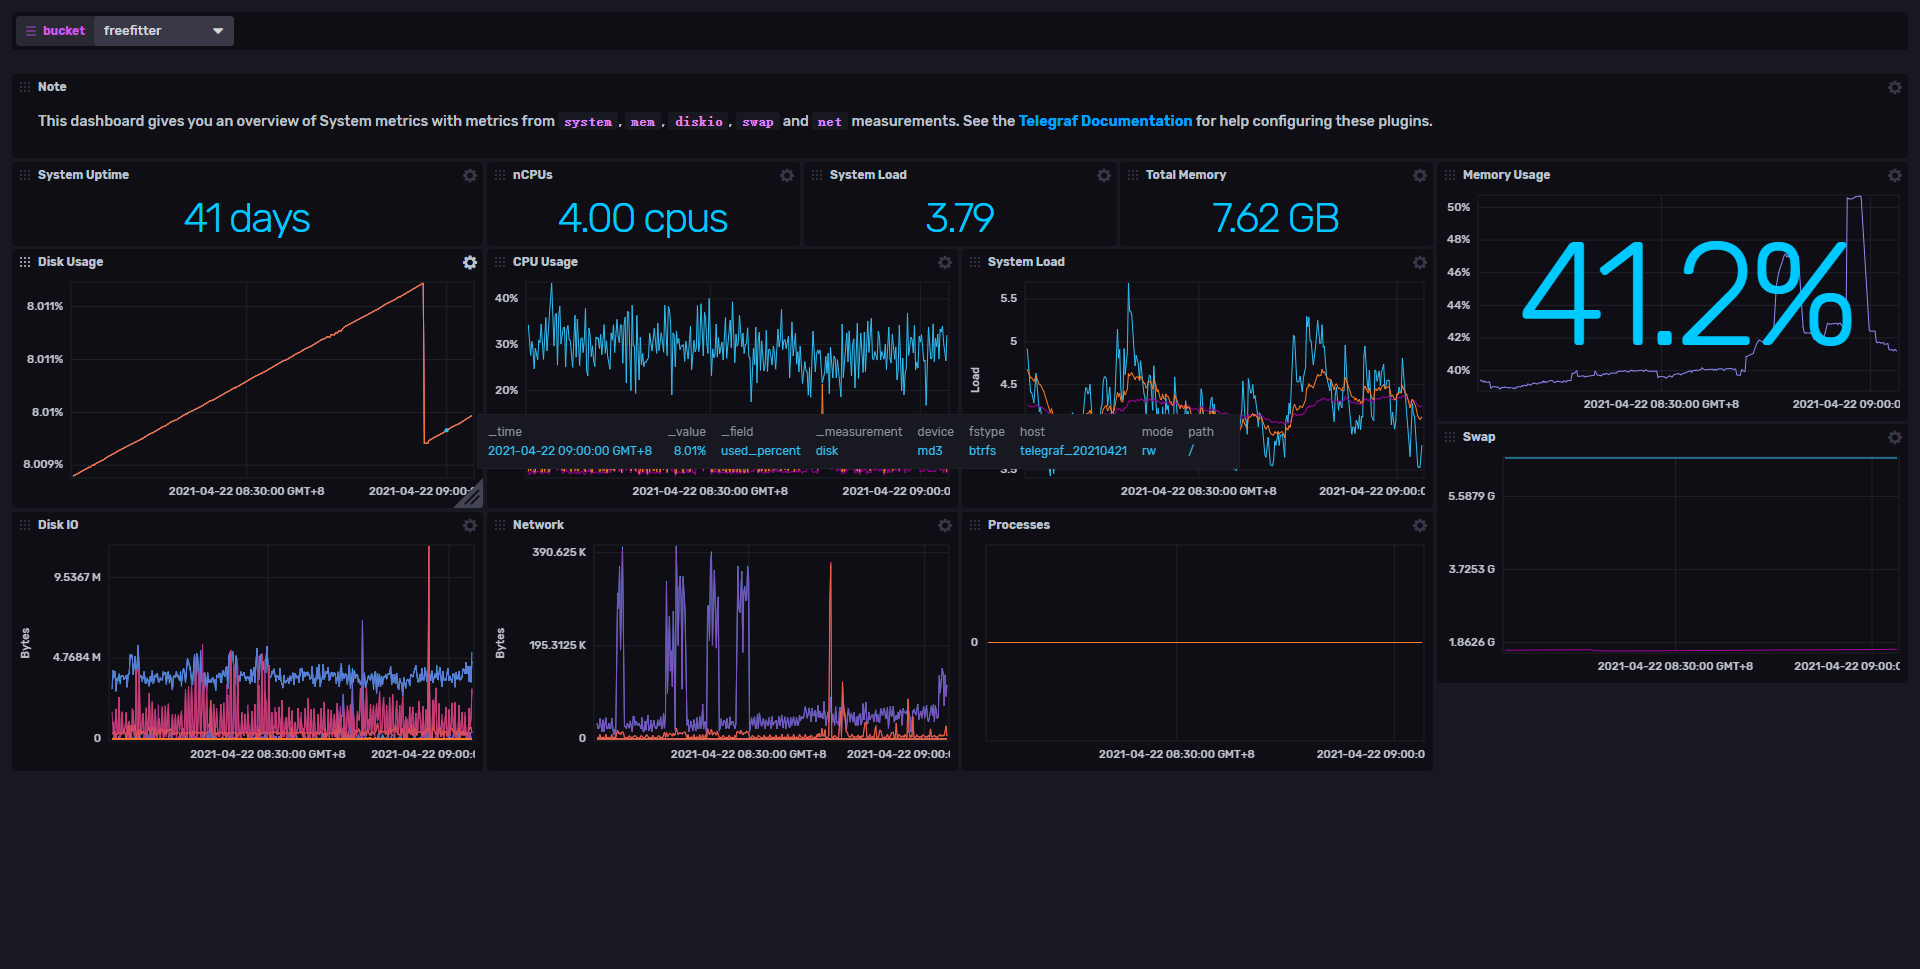 bucket freefitter
Note
This dashboard gives you an overview of System metrics with metrics from system, mem, diskio, swap and net measurements. See the Telegraf Documentation for help configuring these plugins.
System Uptime
41 days
nCPUs
4.00 cpus
System Load
3.79
Total Memory
7.62 GB
Memory Usage
50%
48%
46%
44%
42%
40%
41.2%
2021-04-22 08:30:00 GMT+8 2021-04-22 09:00:0
Disk Usage
8.011%
8.011%
8.01%
8.009%
2021-04-22 08:30:00 GMT+8 2021-04-22 09:00:
CPU Usage
40%
30%
20%
2021-04-22 08:30:00 GMT+8 2021-04-22 09:00:0
System Load
Load
5.5
5
4.5
3.5
2021-04-22 08:30:00 GMT+8 2021-04-22 09:00:0
_time _value _field _measurement device fstype host mode path
2021-04-22 09:00:00 GMT+8 8.01% used_percent disk md3 btrfs telegraf_20210421 rw /
Swap
5.5879 G
3.7253 G
1.8626 G
2021-04-22 08:30:00 GMT+8 2021-04-22 09:00:0
Disk IO
Bytes
9.5367 M
4.7684 M
0
2021-04-22 08:30:00 GMT+8 2021-04-22 09:00:
Network
Bytes
390.625 K
195.3125 K
0
2021-04-22 08:30:00 GMT+8 2021-04-22 09:00:
Processes
0
2021-04-22 08:30:00 GMT+8 2021-04-22 09:00:0